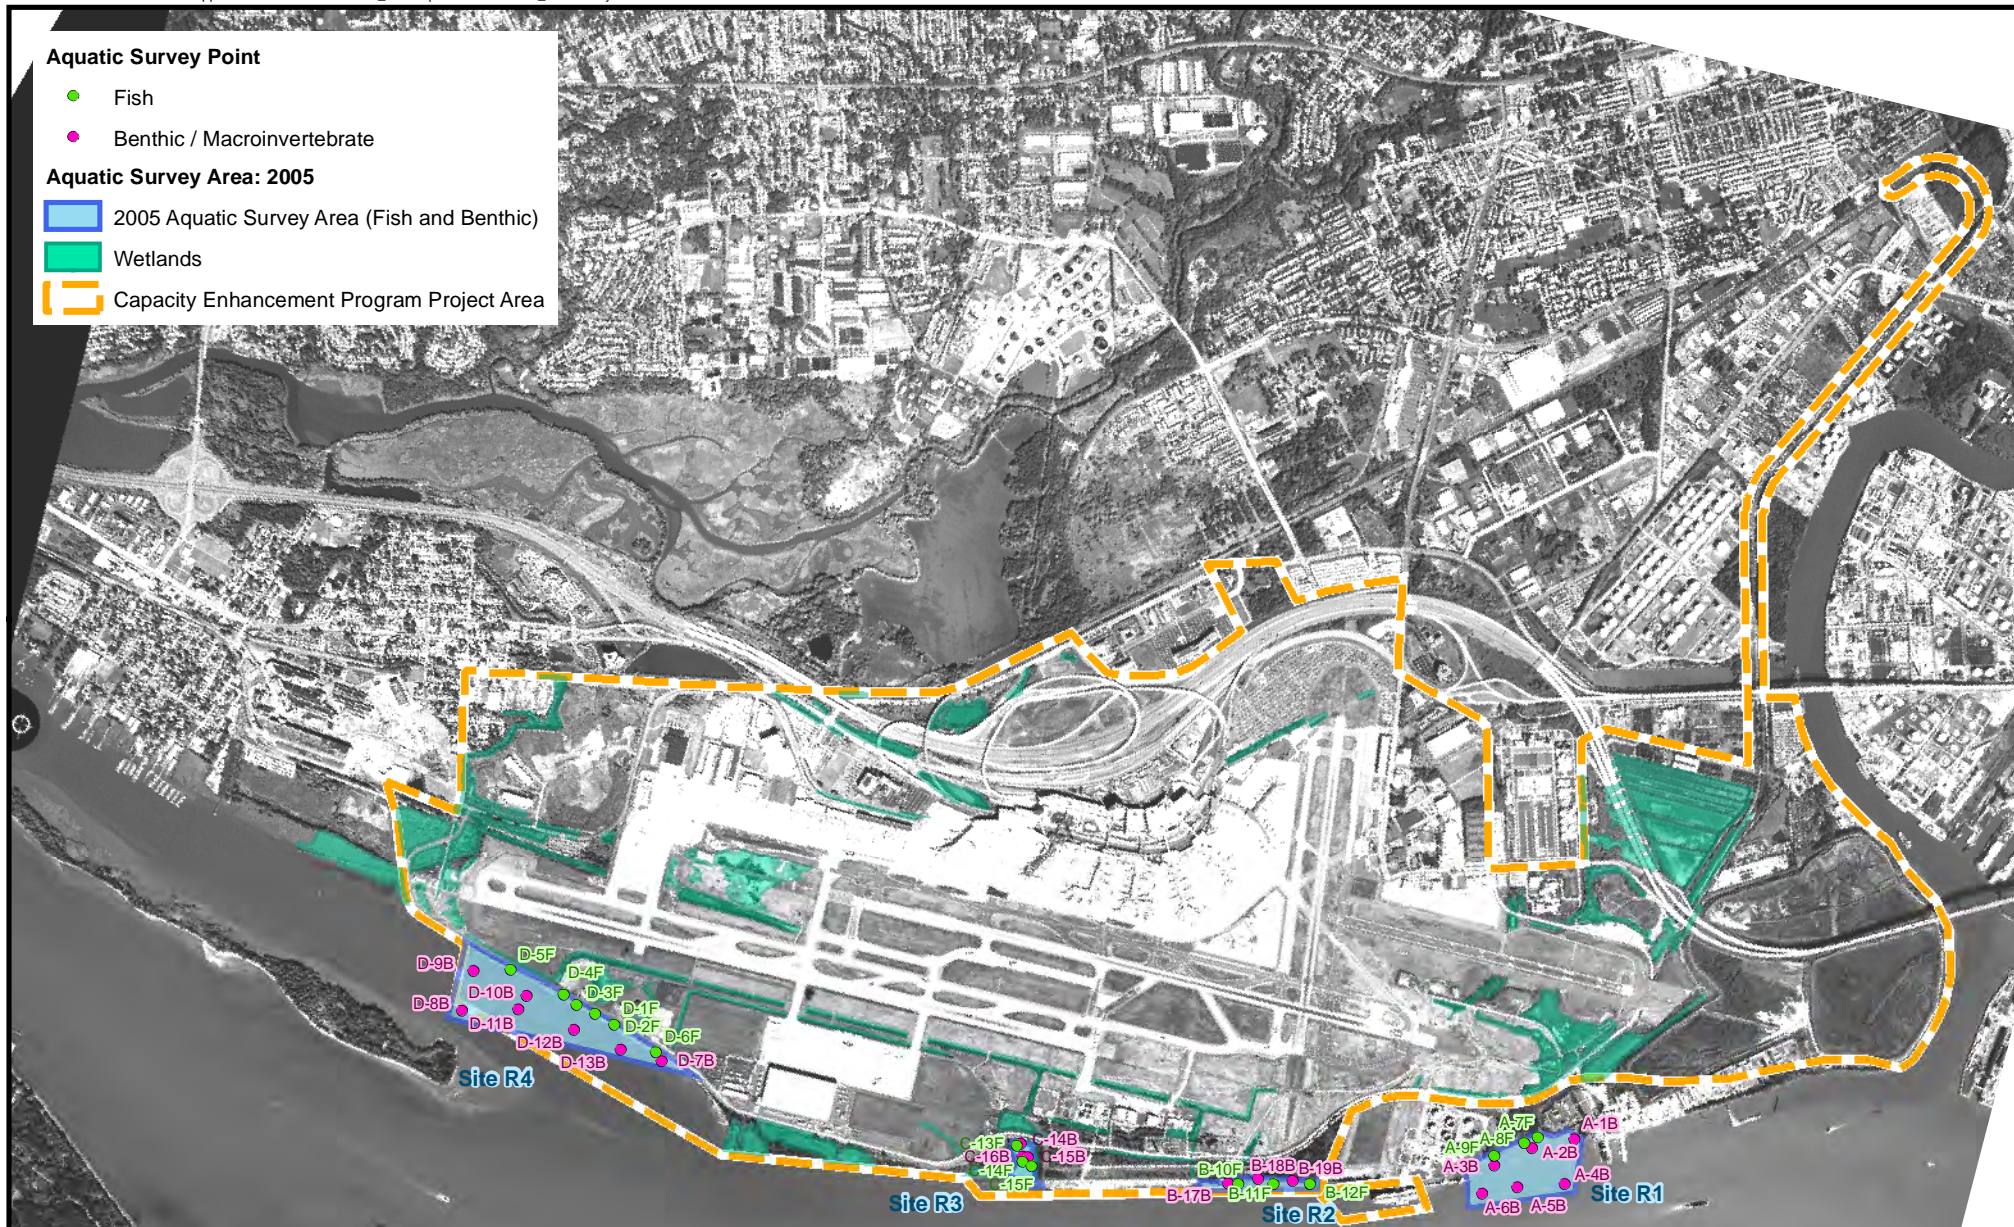 Aquatic Survey Point
Fish
Benthic / Macroinvertebrate
Aquatic Survey Area: 2005
2005 Aquatic Survey Area (Fish and Benthic)
Wetlands
Capacity Enhancement Program Project Area
D-9B
D-5F
D-4F
D-10B
D-3F
D-8B
D-11B
D-1F
D-2F
D-12B
D-6F
D-13B
D-7B
Site R4
C-13F
C-14B
C-16B
C-15B
C-14F
C-15F
Site R3
B-10F
B-18B
B-19B
B-17B
B-11F
B-12F
Site R2
A-7F
A-1B
A-8F
A-9F
A-2B
A-3B
A-4B
A-5B
A-6B
Site R1